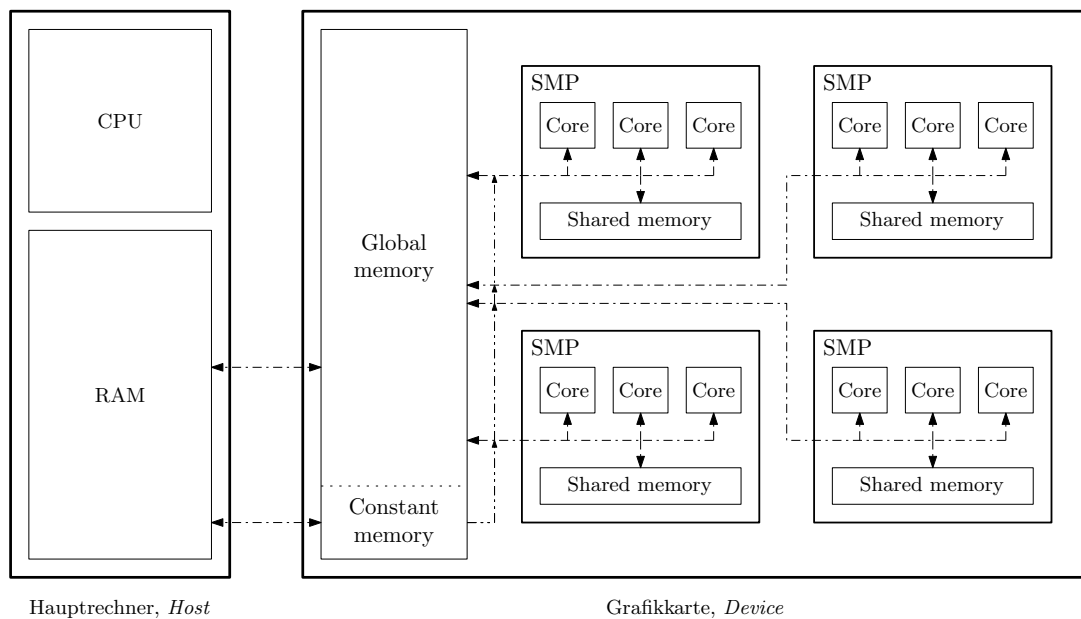 CPU
RAM
Global
memory
Constant
memory
SMP
Core Core Core
Shared memory
SMP
Core Core Core
Shared memory
SMP
Core Core Core
Shared memory
SMP
Core Core Core
Shared memory
Hauptrechner, Host
Grafikkarte, Device